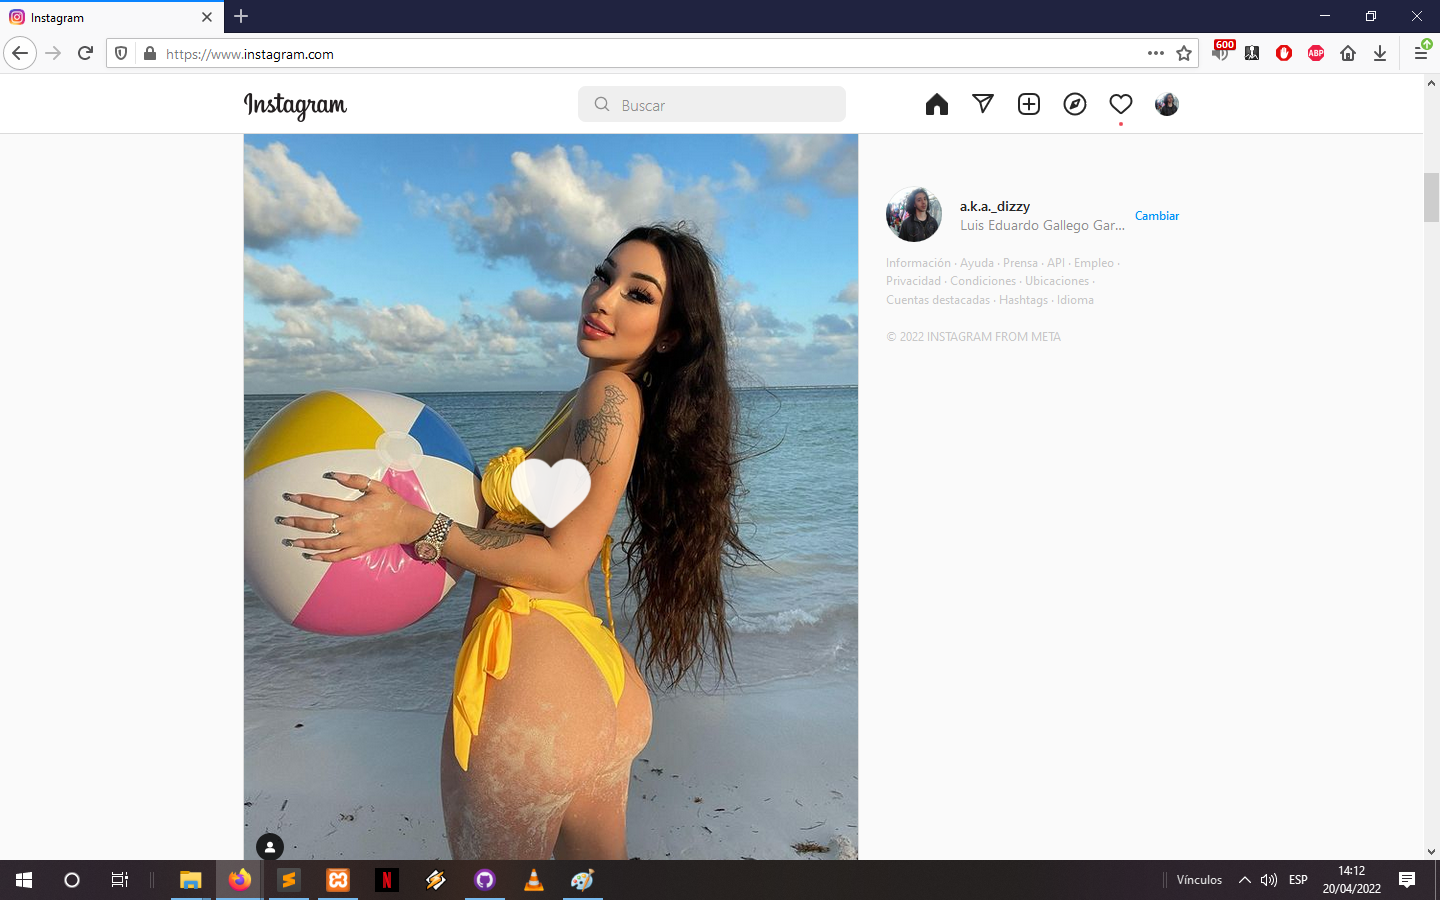 Instagram
https://www.instagram.com
600
ABP
Instagram
Buscar
a.k.a._dizzy
Luis Eduardo Gallego Gar...
Cambiar
Información · Ayuda · Prensa · API · Empleo ·
Privacidad · Condiciones · Ubicaciones ·
Cuentas destacadas · Hashtags · Idioma
© 2022 INSTAGRAM FROM META
N
Vínculos
ESP
14:12
20/04/2022